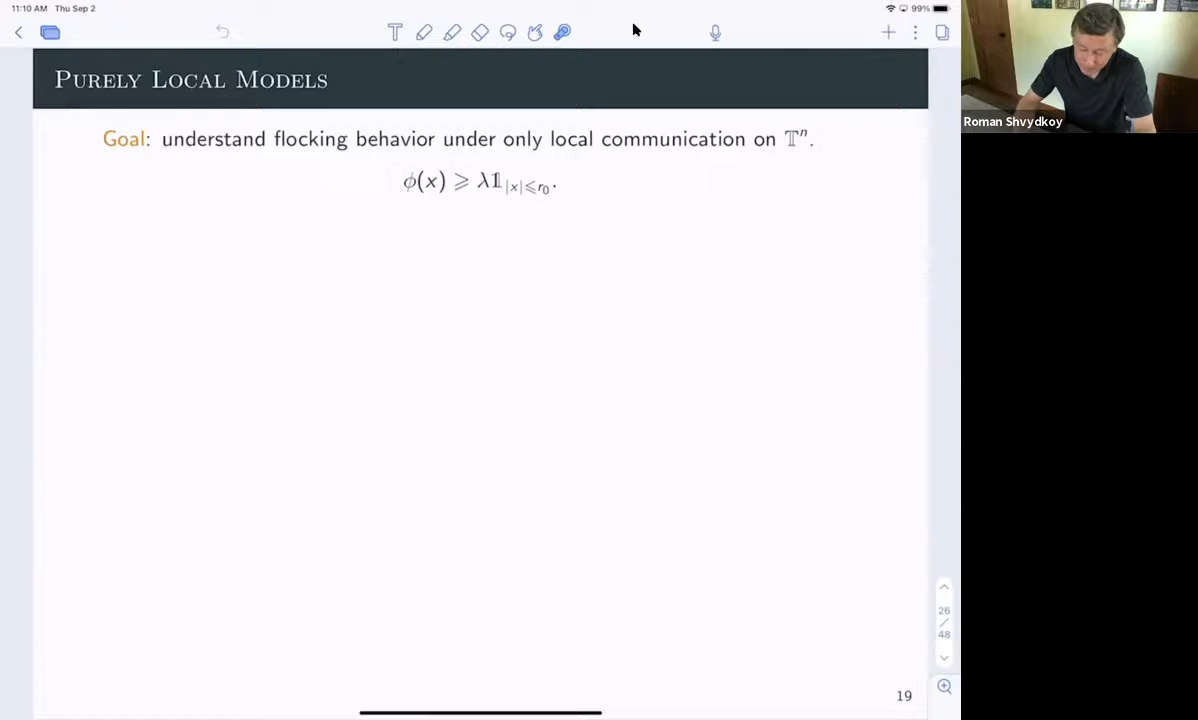 11:10 AM Thu Sep 2
99%
PURELY LOCAL MODELS
Goal: understand flocking behavior under only local communication on 𝕋ⁿ.
ϕ(x) ⩾ λ𝟙|x|⩽r₀.
Roman Shvydkoy
26
/
48
19